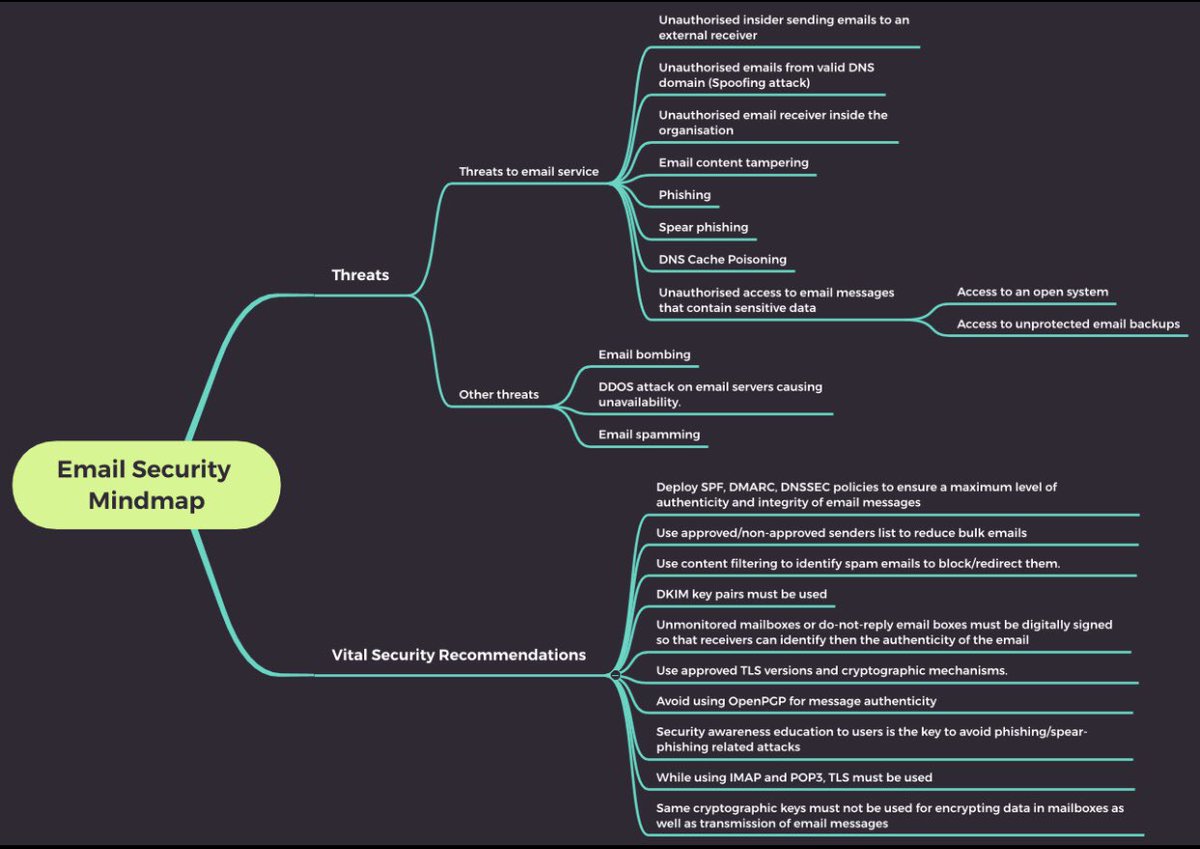 Unauthorised insider sending emails to an
external receiver
Unauthorised emails from valid DNS
domain (Spoofing attack)
Unauthorised email receiver inside the
organisation
Email content tampering
Threats to email service
Phishing
Spear phishing
DNS Cache Poisoning
Threats
Unauthorised access to email messages
that contain sensitive data
Access to an open system
Access to unprotected email backups
Email bombing
DDOS attack on email servers causing
unavailability.
Other threats
Email spamming
Email Security
Mindmap
Deploy SPF, DMARC, DNSSEC policies to ensure a maximum level of
authenticity and integrity of email messages
Use approved/non-approved senders list to reduce bulk emails
Use content filtering to identify spam emails to block/redirect them.
DKIM key pairs must be used
Unmonitored mailboxes or do-not-reply email boxes must be digitally signed
so that receivers can identify then the authenticity of the email
Vital Security Recommendations
Use approved TLS versions and cryptographic mechanisms.
Avoid using OpenPGP for message authenticity
Security awareness education to users is the key to avoid phishing/spear-
phishing related attacks
While using IMAP and POP3, TLS must be used
Same cryptographic keys must not be used for encrypting data in mailboxes as
well as transmission of email messages